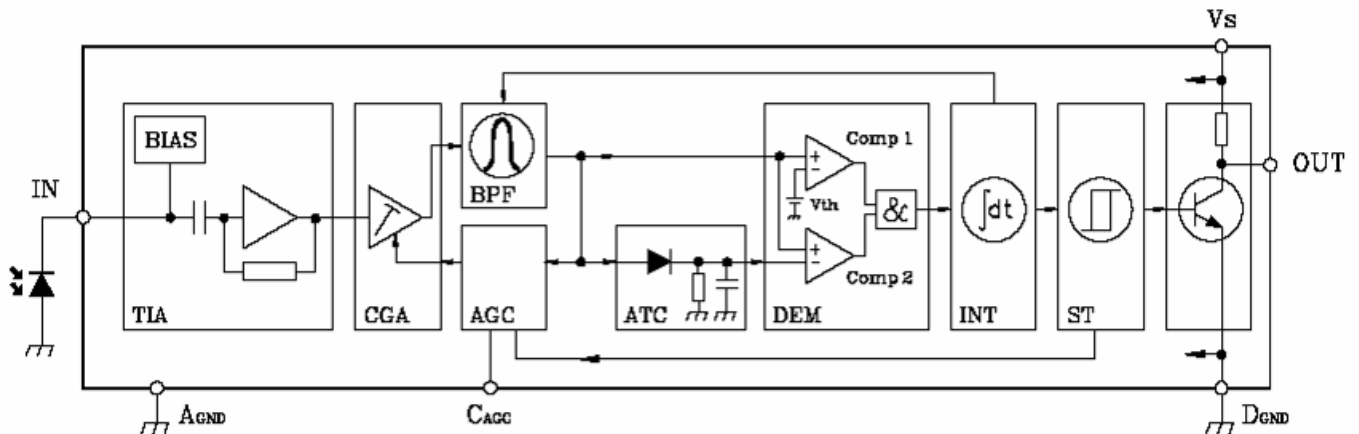 Vs
BIAS
Comp 1
IN
OUT
BPF
Vth
&
∫dt
+
−
+
−
Comp 2
TIA
CGA
AGC
ATC
DEM
INT
ST
AGND
CAGC
DGND